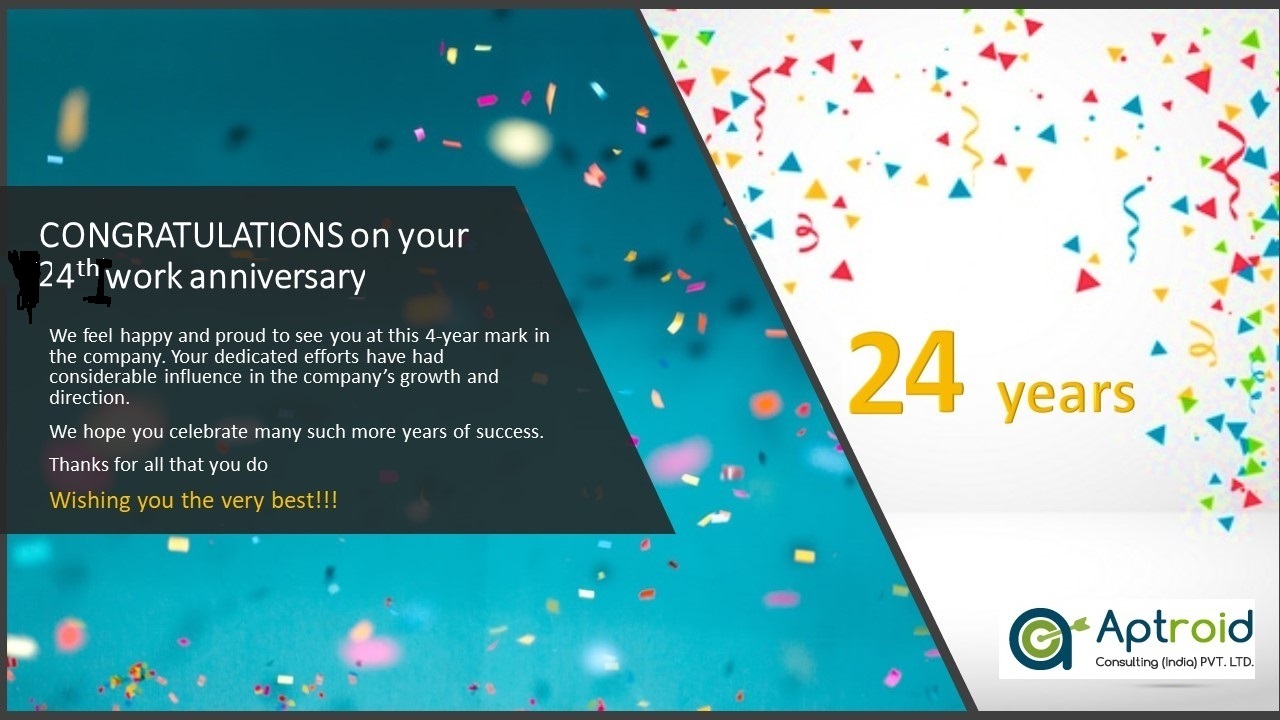 CONGRATULATIONS on your
24th work anniversary
We feel happy and proud to see you at this 4-year mark in
the company. Your dedicated efforts have had
considerable influence in the company’s growth and
direction.
We hope you celebrate many such more years of success.
Thanks for all that you do
Wishing you the very best!!!
24 years
Aptroid
Consulting (India) PVT. LTD.